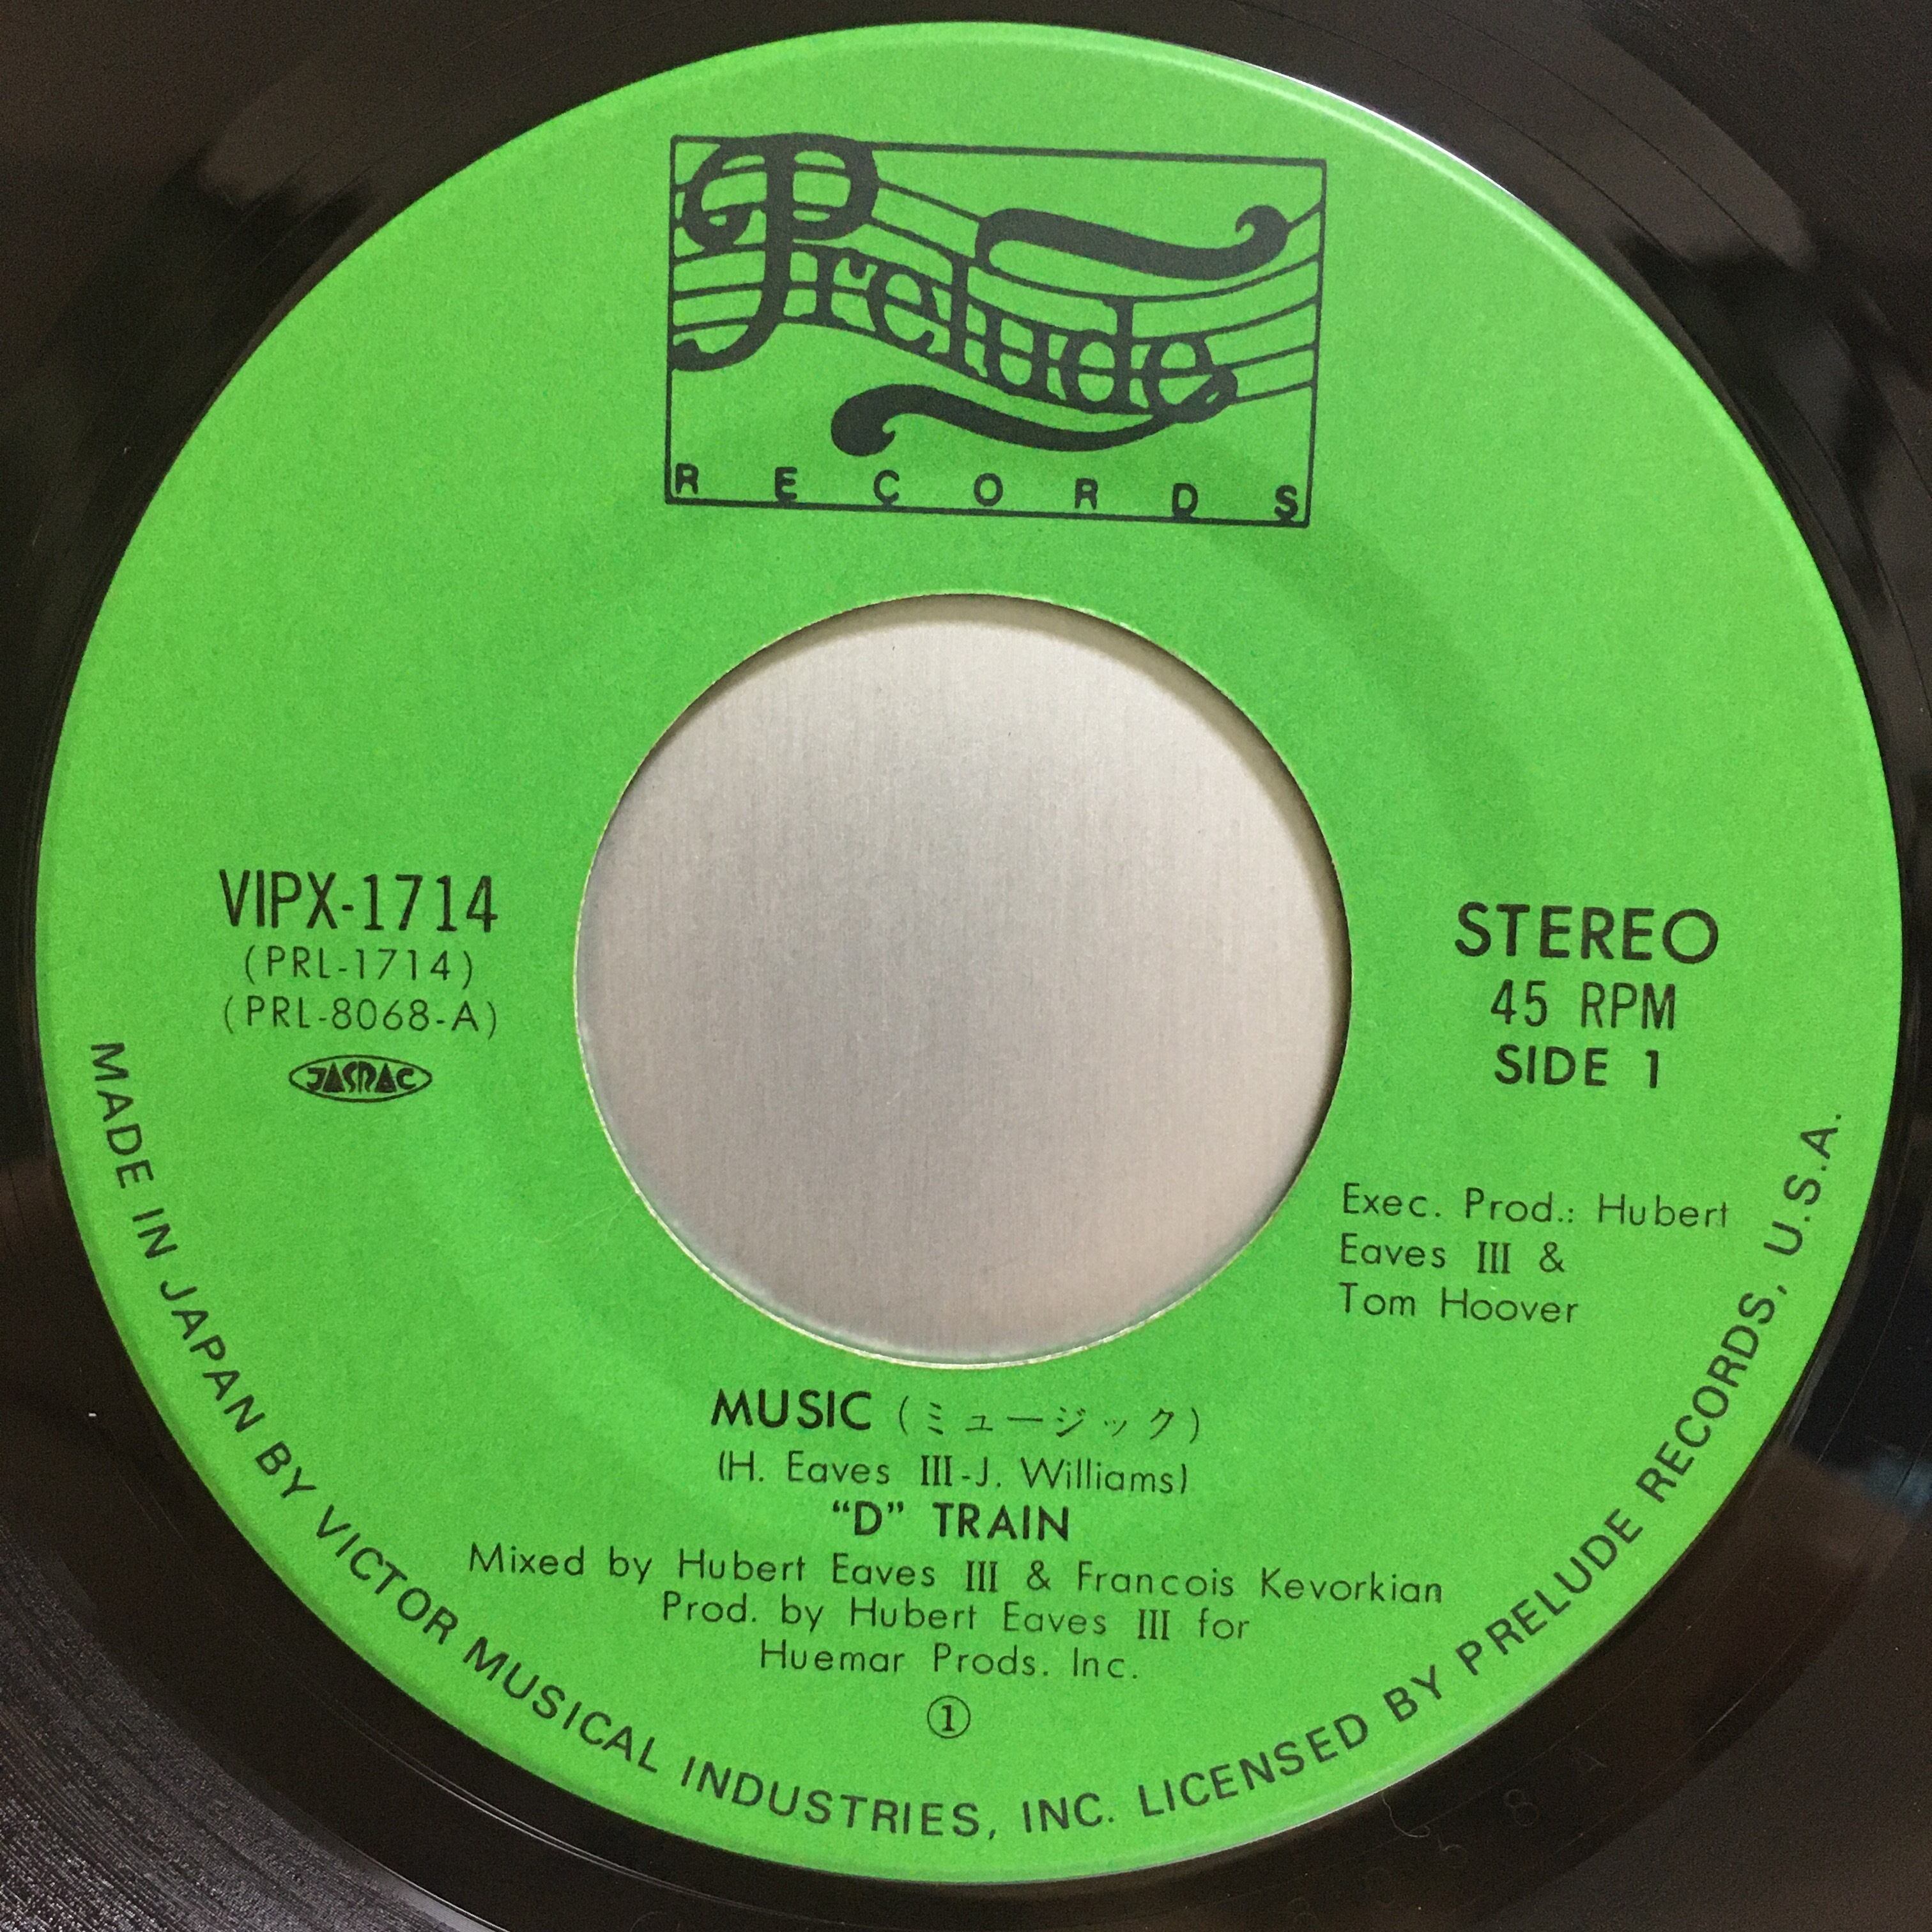 Prelude
RECORDS
VIPX-1714
(PRL-1714)
(PRL-8068-A)
JASRAC
STEREO
45 RPM
SIDE 1
Exec. Prod.: Hubert
Eaves III &
Tom Hoover
MUSIC (ミュージック)
(H. Eaves III-J. Williams)
“D” TRAIN
Mixed by Hubert Eaves III & Francois Kevorkian
Prod. by Hubert Eaves III for
Huemar Prods. Inc.
①
MADE IN JAPAN BY VICTOR MUSICAL INDUSTRIES, INC. LICENSED BY PRELUDE RECORDS, U.S.A.